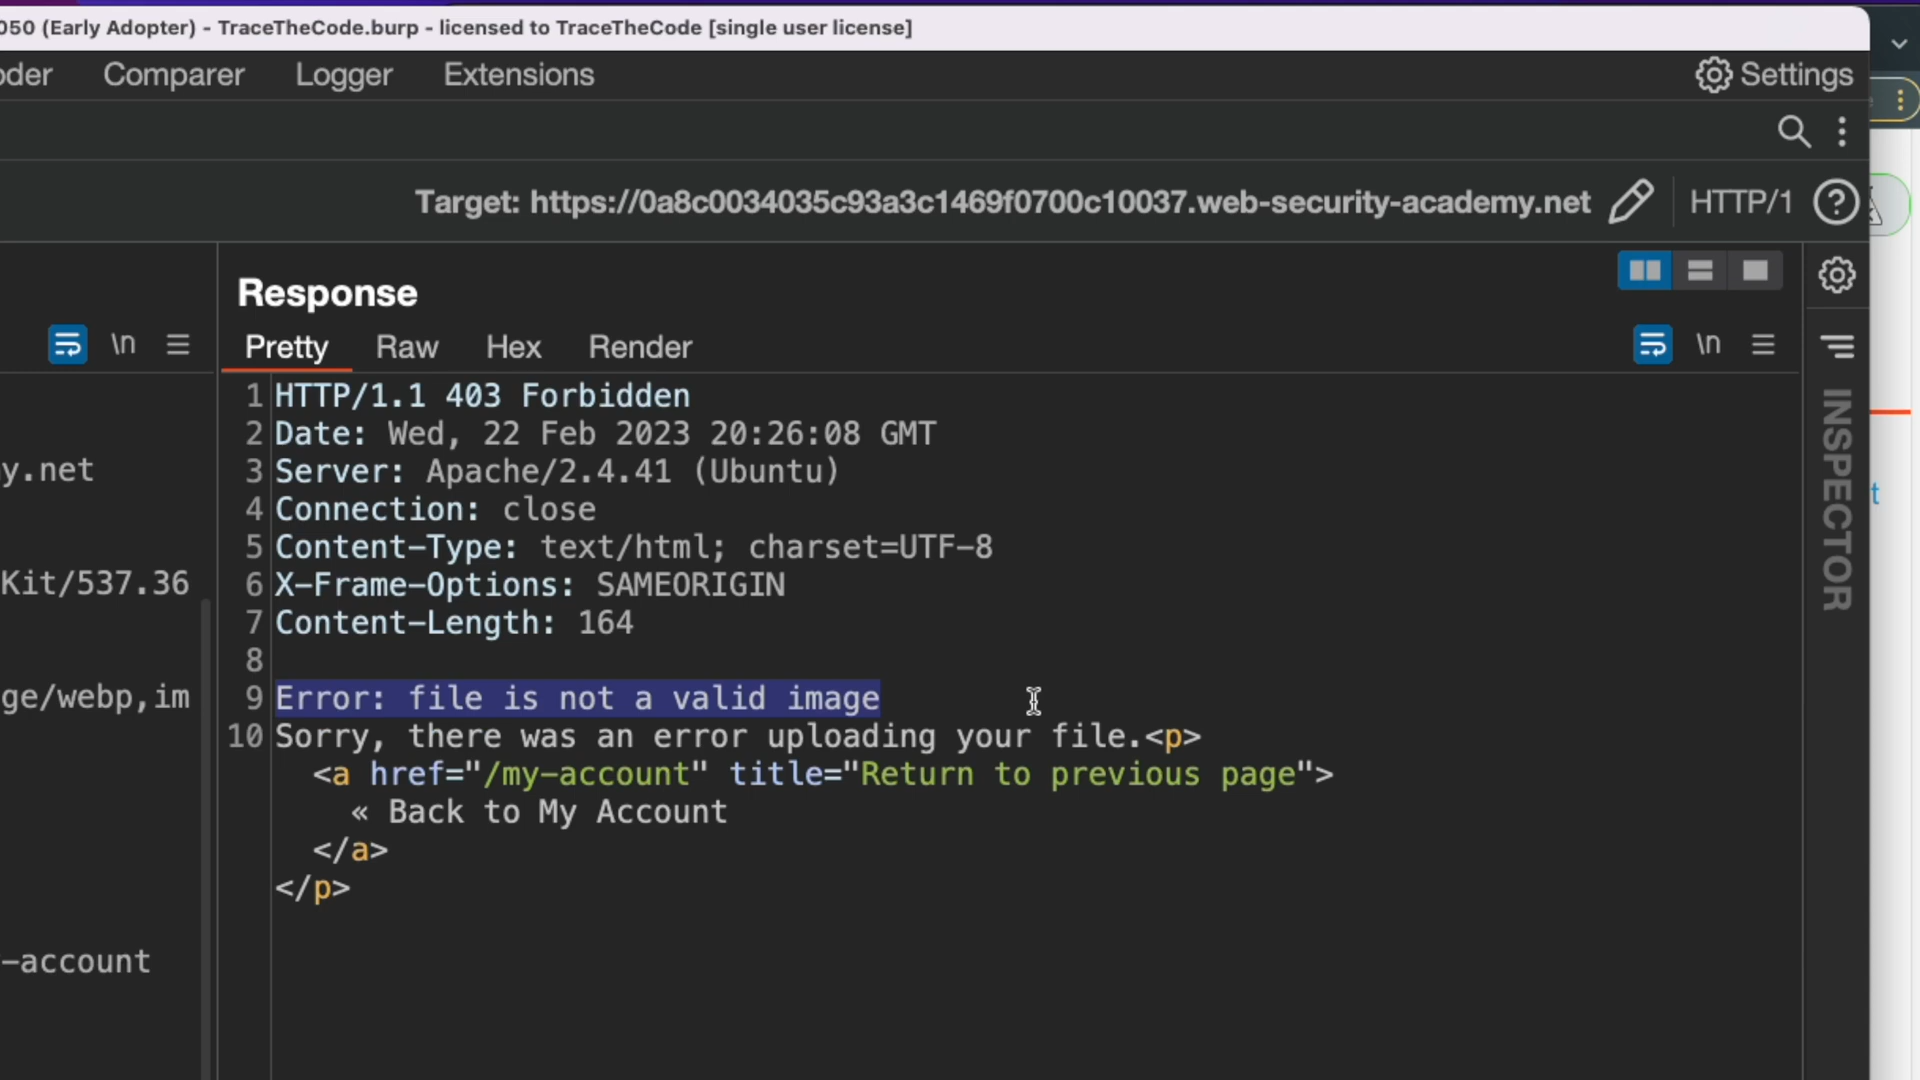 050 (Early Adopter) - TraceTheCode.burp - licensed to TraceTheCode [single user license]
oder Comparer Logger Extensions Settings
Target: https://0a8c0034035c93a3c1469f0700c10037.web-security-academy.net HTTP/1
Response
\n Pretty Raw Hex Render \n
INSPECTOR
1 HTTP/1.1 403 Forbidden
2 Date: Wed, 22 Feb 2023 20:26:08 GMT
y.net 3 Server: Apache/2.4.41 (Ubuntu)
4 Connection: close
5 Content-Type: text/html; charset=UTF-8
Kit/537.36 6 X-Frame-Options: SAMEORIGIN
7 Content-Length: 164
8
ge/webp,im 9 Error: file is not a valid image
10 Sorry, there was an error uploading your file.<p>
<a href="/my-account" title="Return to previous page">
« Back to My Account
</a>
</p>
-account